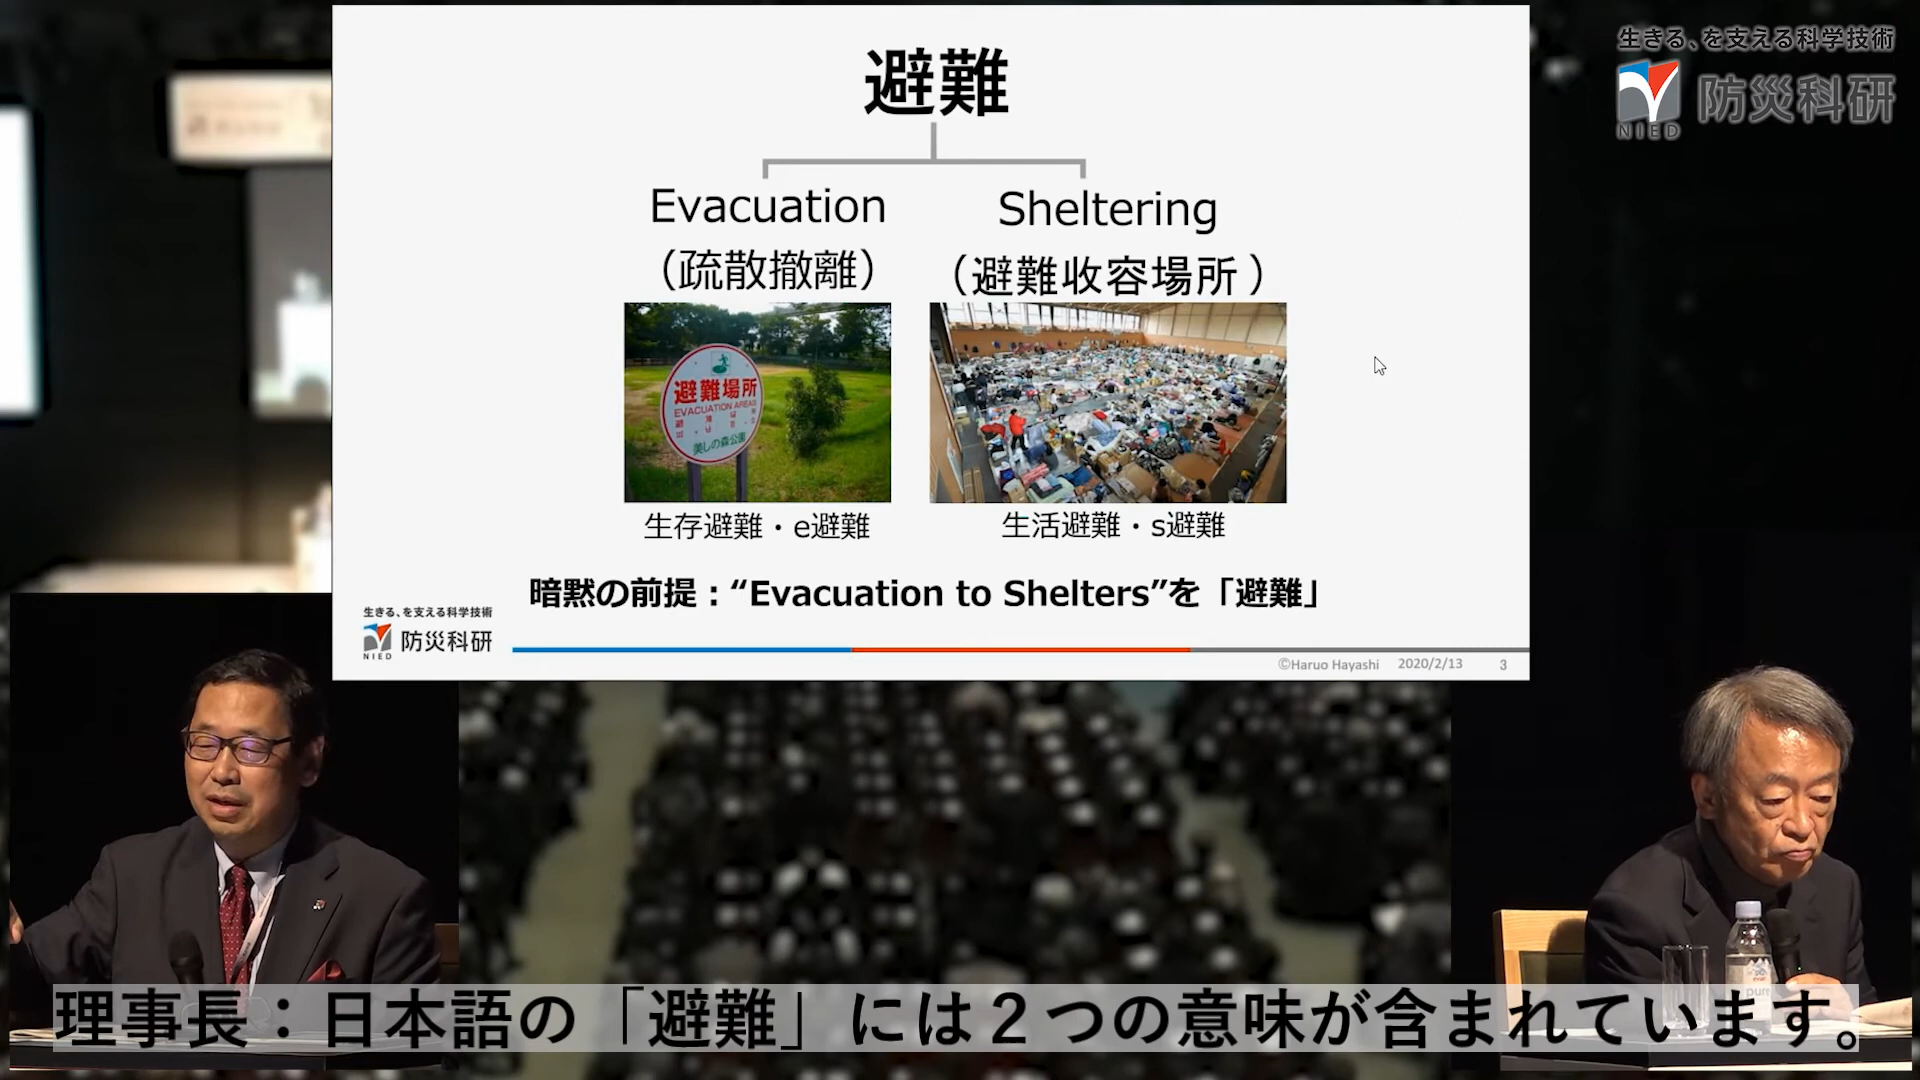 生きる、を支える科学技術
防災科研
NIED
避難
Evacuation
（疏散撤離）
Sheltering
（避難収容場所）
避難場所
EVACUATION AREAS
美しの森公園
生存避難・e避難
生活避難・s避難
暗黙の前提：“Evacuation to Shelters”を「避難」
生きる、を支える科学技術
防災科研
NIED
©Haruo Hayashi 2020/2/13 3
pure
理事長：日本語の「避難」には２つの意味が含まれています。